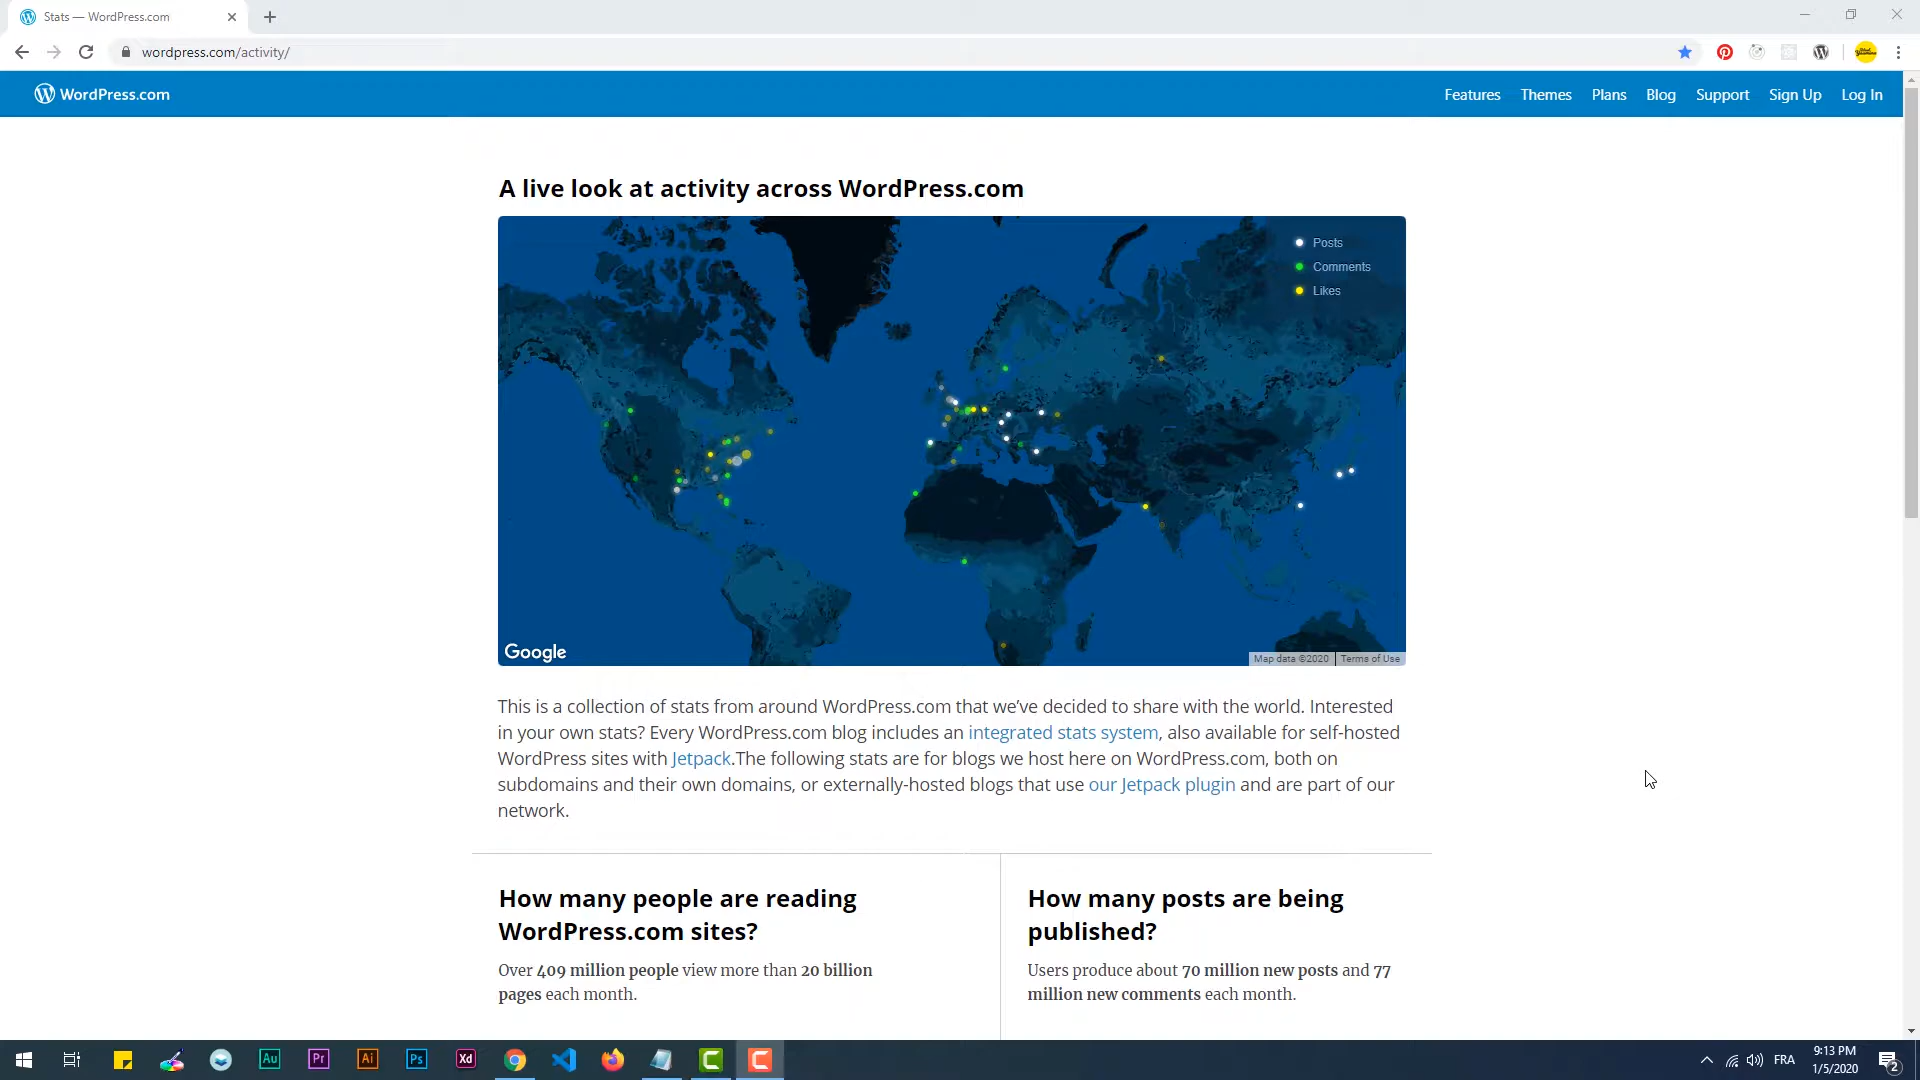 Stats — WordPress.com
wordpress.com/activity/
WordPress.com
Features Themes Plans Blog Support Sign Up Log In
A live look at activity across WordPress.com
Posts
Comments
Likes
Google
Map data ©2020 Terms of Use
This is a collection of stats from around WordPress.com that we’ve decided to share with the world. Interested
in your own stats? Every WordPress.com blog includes an integrated stats system, also available for self-hosted
WordPress sites with Jetpack.The following stats are for blogs we host here on WordPress.com, both on
subdomains and their own domains, or externally-hosted blogs that use our Jetpack plugin and are part of our
network.
How many people are reading
WordPress.com sites?
Over 409 million people view more than 20 billion
pages each month.
How many posts are being
published?
Users produce about 70 million new posts and 77
million new comments each month.
Au Pr Ai Ps Xd
FRA
9:13 PM
1/5/2020
2